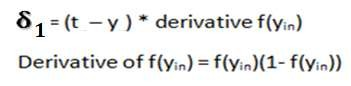 δ₁ = (t – y ) * derivative f(yᵢₙ)
Derivative of f(yᵢₙ) = f(yᵢₙ)(1- f(yᵢₙ))